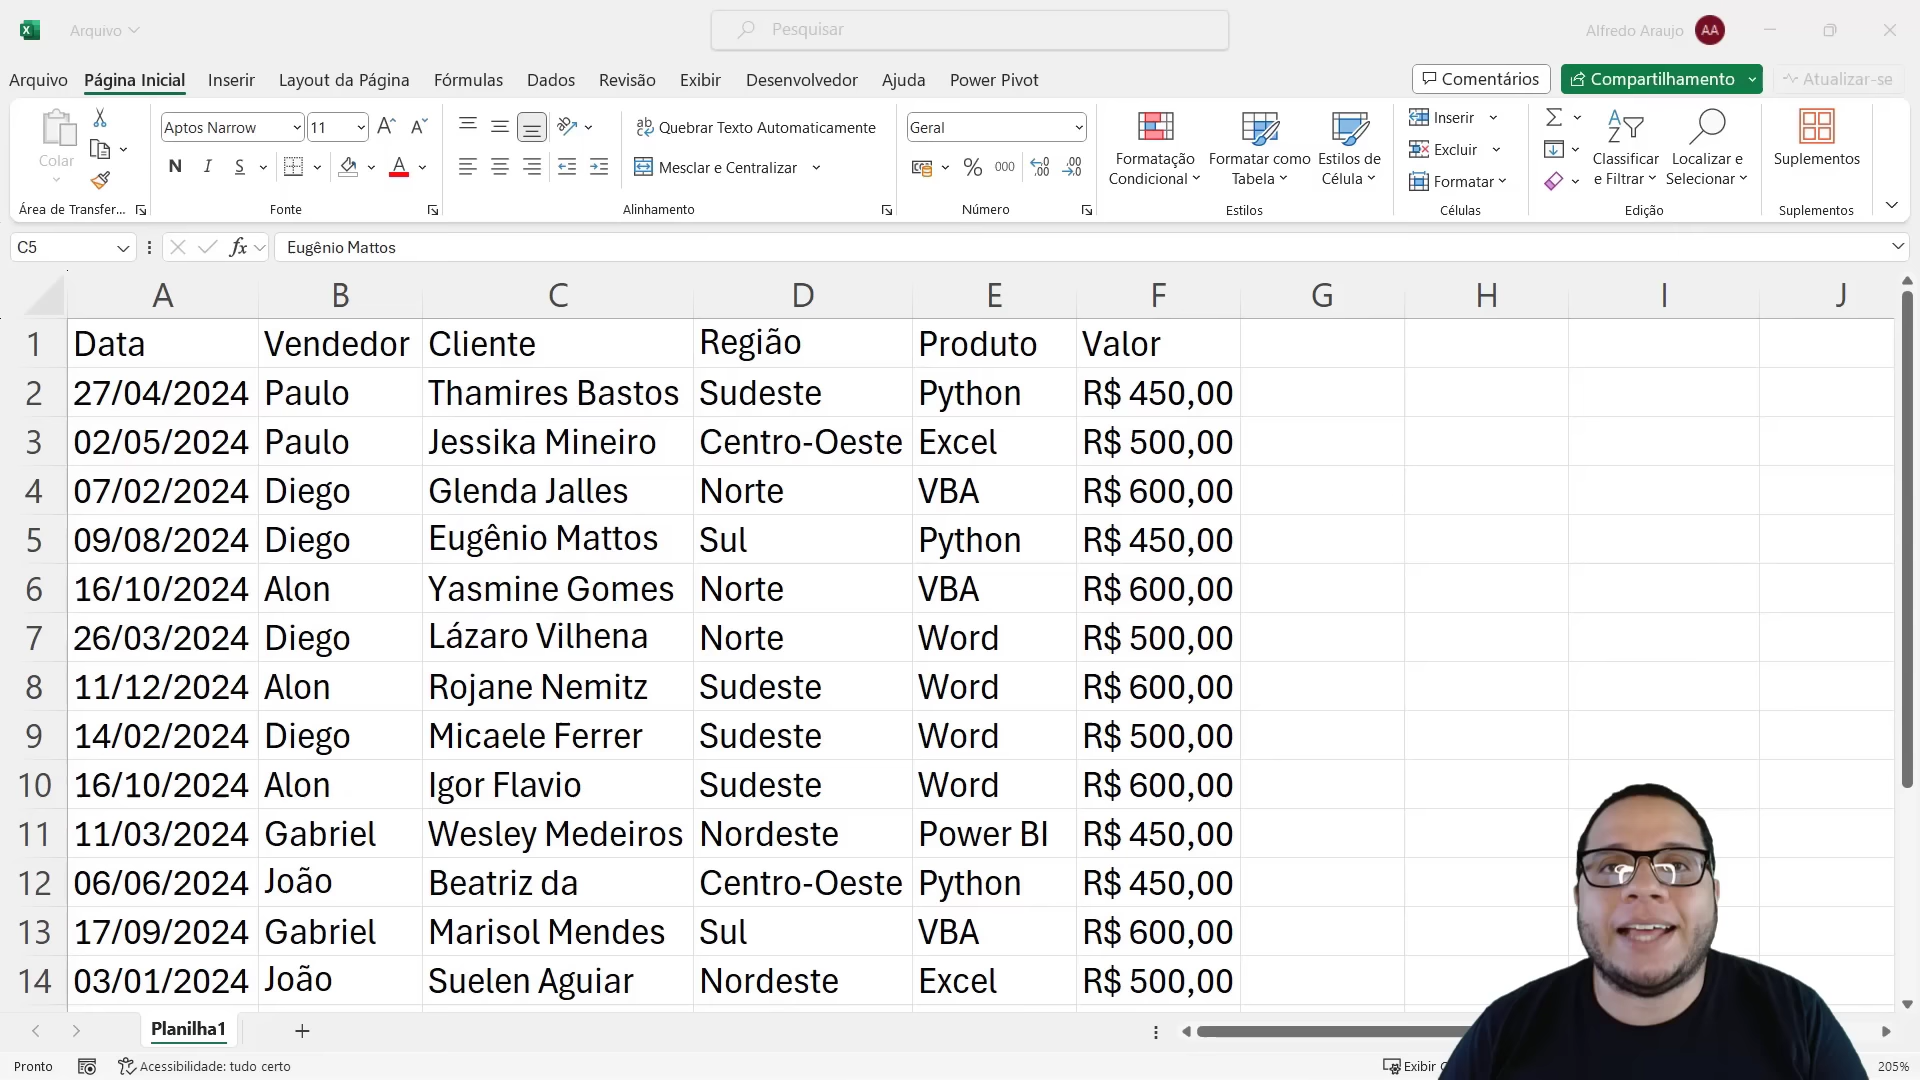 Arquivo
Pesquisar
Alfredo Araujo AA
Arquivo Página Inicial Inserir Layout da Página Fórmulas Dados Revisão Exibir Desenvolvedor Ajuda Power Pivot Comentários Compartilhamento Atualizar-se
Colar
Área de Transfer...
Aptos Narrow 11
N I S
Fonte
Quebrar Texto Automaticamente
Mesclar e Centralizar
Alinhamento
Geral
% 000
Número
Formatação Condicional
Formatar como Tabela
Estilos de Célula
Estilos
Inserir
Excluir
Formatar
Células
Classificar e Filtrar
Localizar e Selecionar
Edição
Suplementos
Suplementos
C5 fx Eugênio Mattos
A B C D E F G H I J
1 Data Vendedor Cliente Região Produto Valor
2 27/04/2024 Paulo Thamires Bastos Sudeste Python R$ 450,00
3 02/05/2024 Paulo Jessika Mineiro Centro-Oeste Excel R$ 500,00
4 07/02/2024 Diego Glenda Jalles Norte VBA R$ 600,00
5 09/08/2024 Diego Eugênio Mattos Sul Python R$ 450,00
6 16/10/2024 Alon Yasmine Gomes Norte VBA R$ 600,00
7 26/03/2024 Diego Lázaro Vilhena Norte Word R$ 500,00
8 11/12/2024 Alon Rojane Nemitz Sudeste Word R$ 600,00
9 14/02/2024 Diego Micaele Ferrer Sudeste Word R$ 500,00
10 16/10/2024 Alon Igor Flavio Sudeste Word R$ 600,00
11 11/03/2024 Gabriel Wesley Medeiros Nordeste Power BI R$ 450,00
12 06/06/2024 João Beatriz da Centro-Oeste Python R$ 450,00
13 17/09/2024 Gabriel Marisol Mendes Sul VBA R$ 600,00
14 03/01/2024 João Suelen Aguiar Nordeste Excel R$ 500,00
Planilha1
Pronto Acessibilidade: tudo certo Exibir 205%